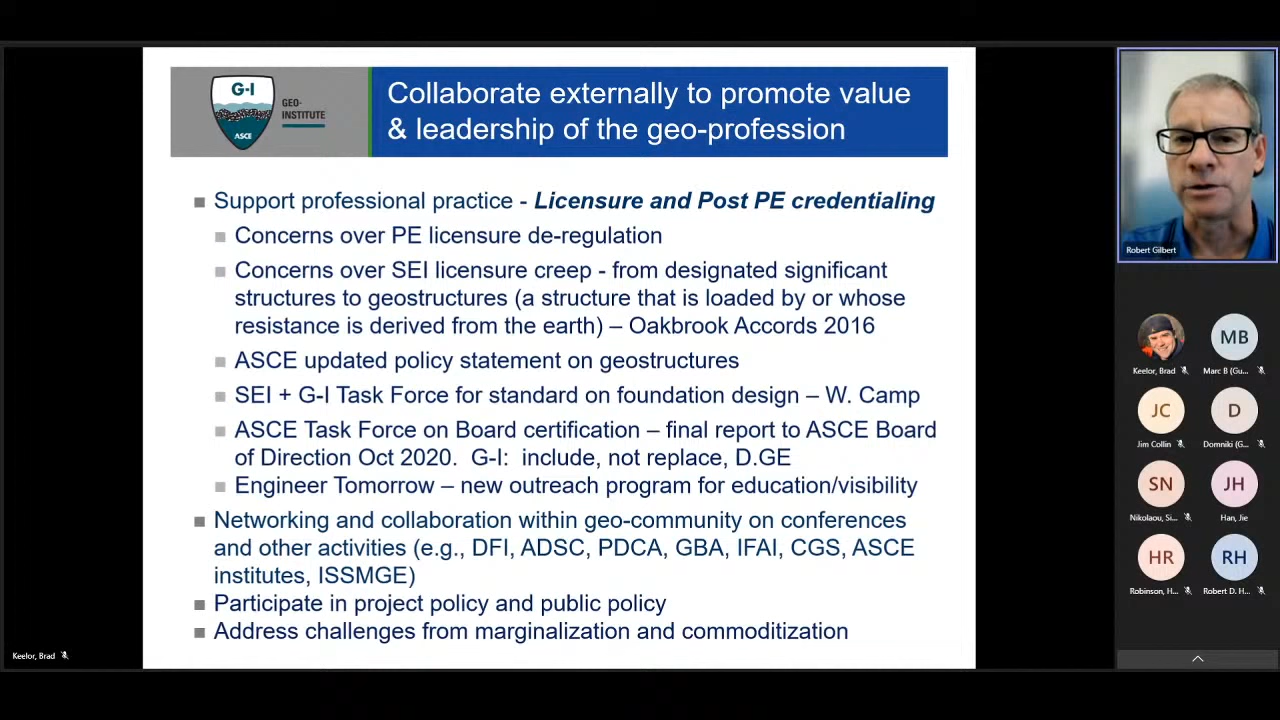 G-I
GEO-
INSTITUTE
ASCE
Collaborate externally to promote value
& leadership of the geo-profession
Support professional practice - Licensure and Post PE credentialing
Concerns over PE licensure de-regulation
Concerns over SEI licensure creep - from designated significant
structures to geostructures (a structure that is loaded by or whose
resistance is derived from the earth) – Oakbrook Accords 2016
ASCE updated policy statement on geostructures
SEI + G-I Task Force for standard on foundation design – W. Camp
ASCE Task Force on Board certification – final report to ASCE Board
of Direction Oct 2020. G-I: include, not replace, D.GE
Engineer Tomorrow – new outreach program for education/visibility
Networking and collaboration within geo-community on conferences
and other activities (e.g., DFI, ADSC, PDCA, GBA, IFAI, CGS, ASCE
institutes, ISSMGE)
Participate in project policy and public policy
Address challenges from marginalization and commoditization
Keelor, Brad
Robert Gilbert
Keelor, Brad
MB
Marc B (Gu...
JC
Jim Collin
D
Domniki (G...
SN
Nikolaou, Si...
JH
Han, Jie
HR
Robinson, H...
RH
Robert D. H...